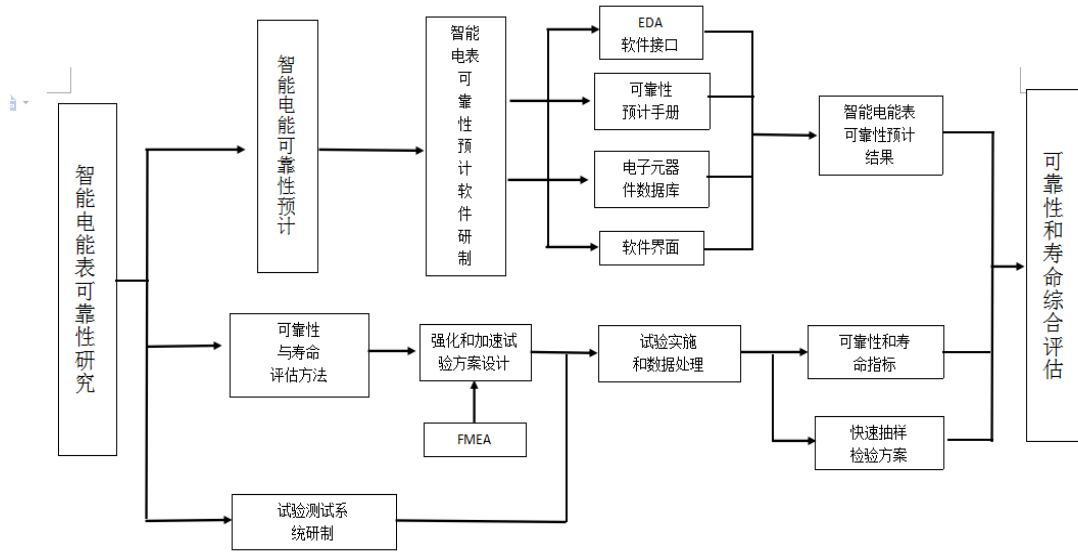 智能电能表可靠性研究
智能电能可靠性预计
智能
电表
可
靠
性
预
计
软
件
研
制
EDA
软件接口
可靠性
预计手册
电子元器
件数据库
软件界面
智能电能表
可靠性预计
结果
可靠性
与寿命
评估方法
强化和加速试
验方案设计
FMEA
试验测试系
统研制
试验实施
和数据处理
可靠性和寿
命指标
快速抽样
检验方案
可靠性和寿命综合评估